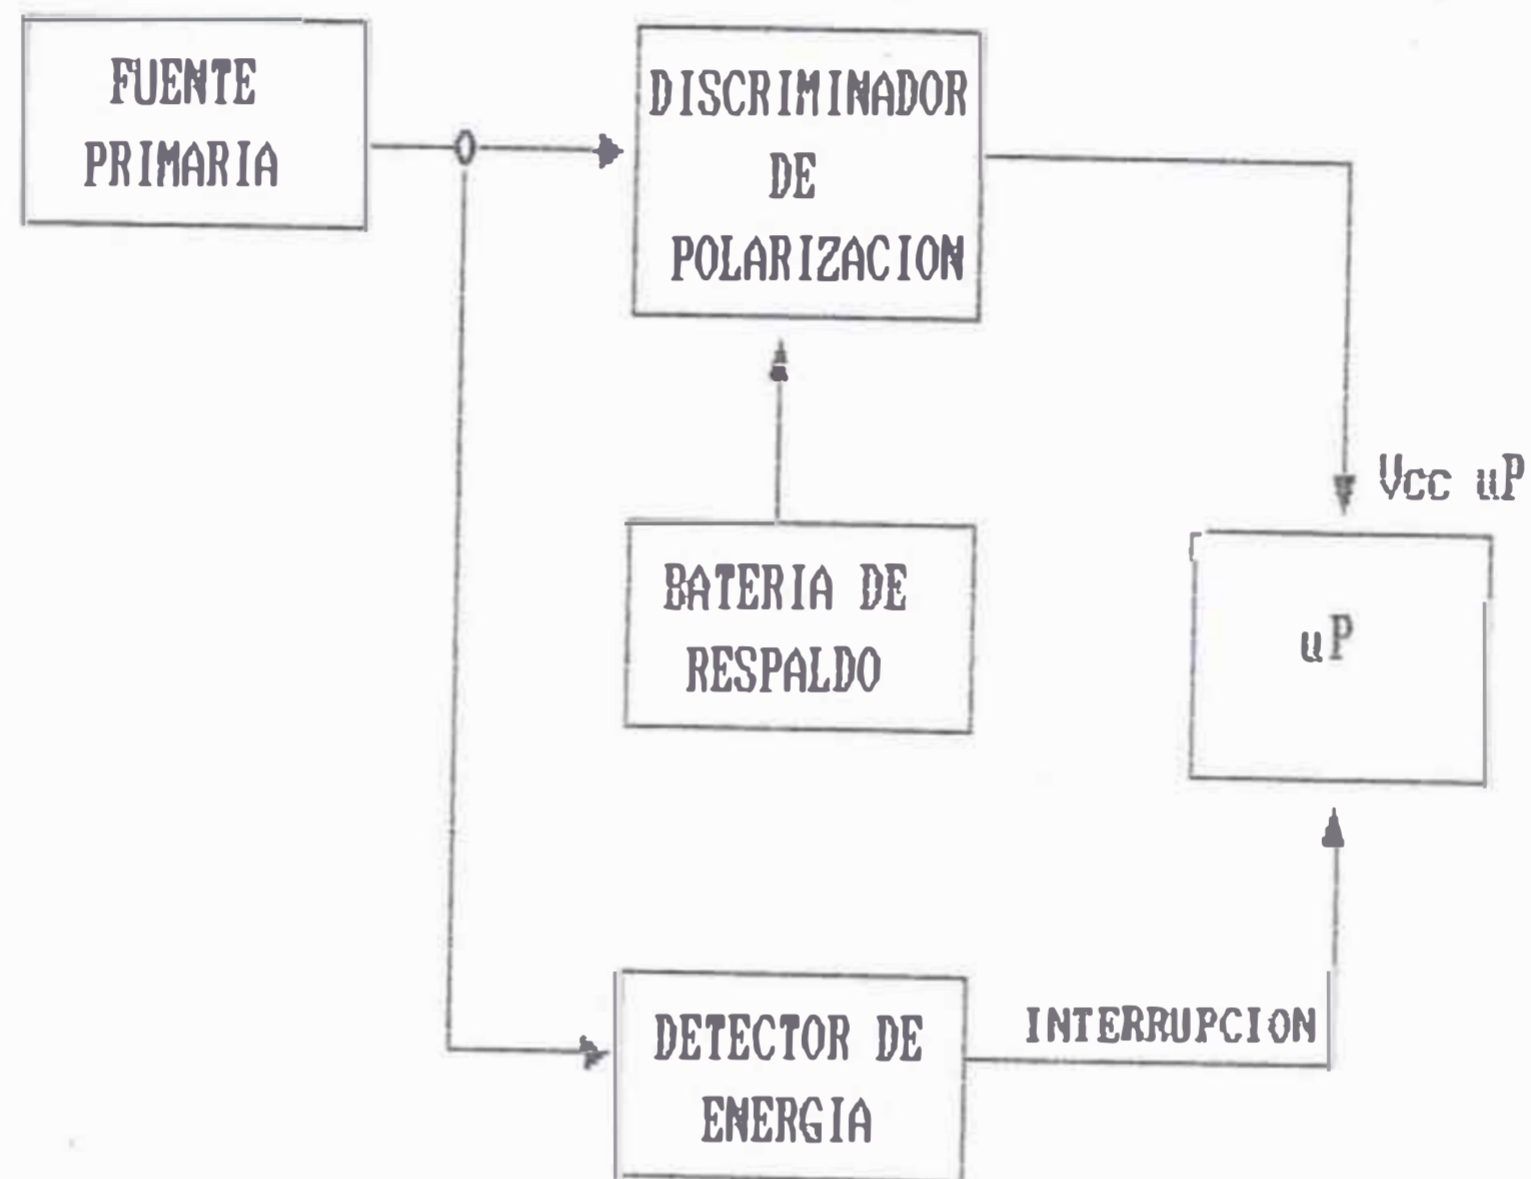 FUENTE
PRIMARIA
DISCRIMINADOR
DE
POLARIZACION
Vcc uP
BATERIA DE
RESPALDO
uP
DETECTOR DE
ENERGIA
INTERRUPCION